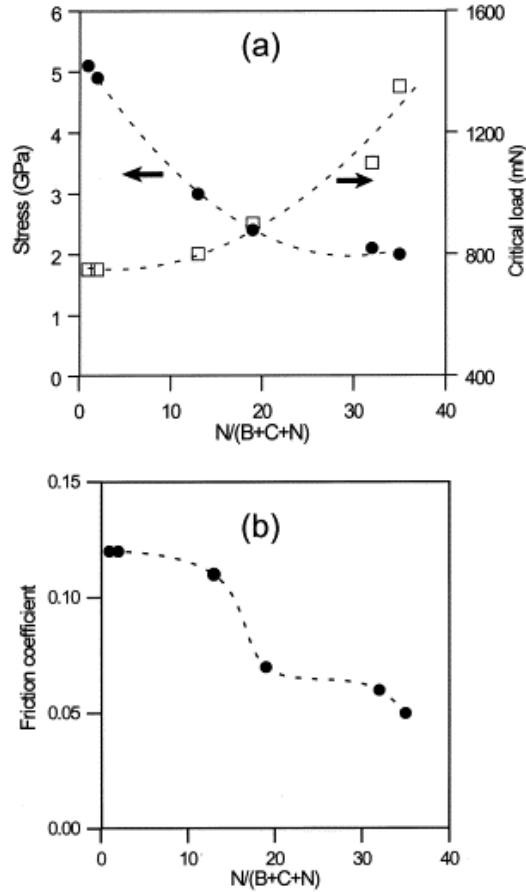 (a)
6
5
4
3
2
1
0
Stress (GPa)
1600
1200
800
400
Critical load (mN)
0 10 20 30 40
N/(B+C+N)
(b)
0.15
0.10
0.05
0.00
Friction coefficient
0 10 20 30 40
N/(B+C+N)